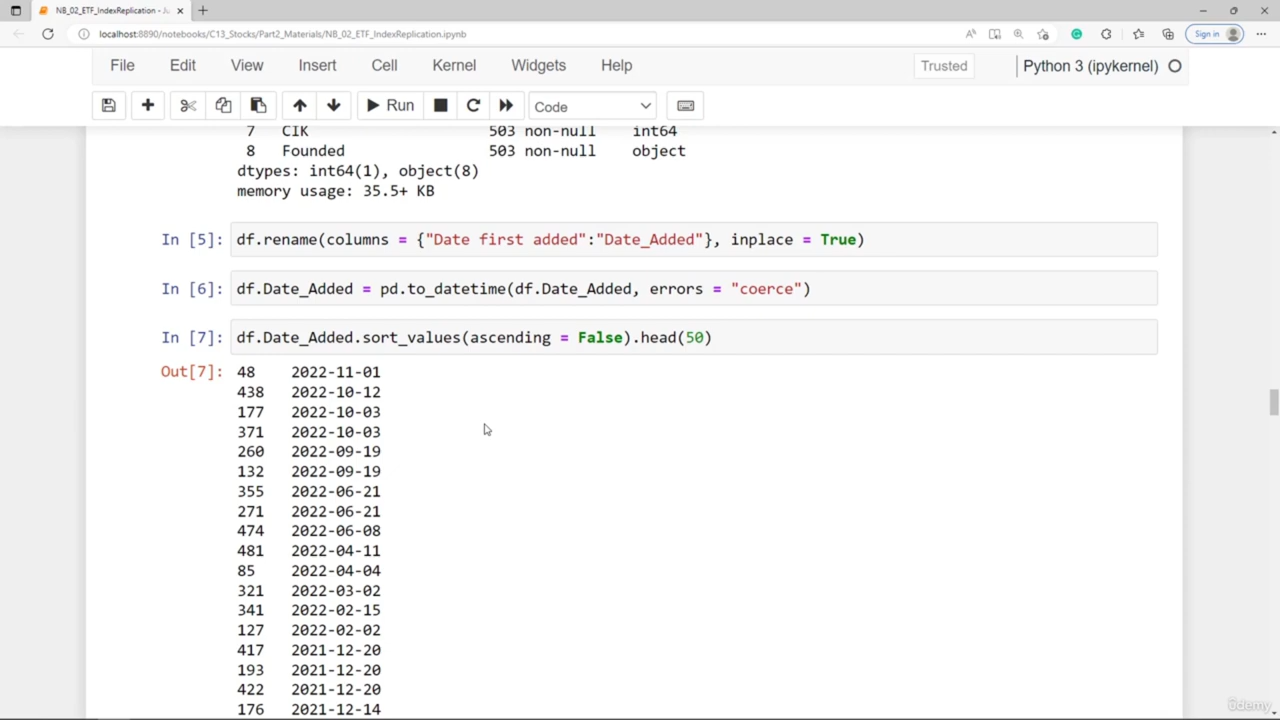 NB_02_ETF_IndexReplication - Ju
localhost:8890/notebooks/C13_Stocks/Part2_Materials/NB_02_ETF_IndexReplication.ipynb
Sign in
File Edit View Insert Cell Kernel Widgets Help Trusted Python 3 (ipykernel)
Run Code
7 CIK 503 non-null int64
8 Founded 503 non-null object
dtypes: int64(1), object(8)
memory usage: 35.5+ KB
In [5]: df.rename(columns = {"Date first added":"Date_Added"}, inplace = True)
In [6]: df.Date_Added = pd.to_datetime(df.Date_Added, errors = "coerce")
In [7]: df.Date_Added.sort_values(ascending = False).head(50)
Out[7]: 48 2022-11-01
438 2022-10-12
177 2022-10-03
371 2022-10-03
260 2022-09-19
132 2022-09-19
355 2022-06-21
271 2022-06-21
474 2022-06-08
481 2022-04-11
85 2022-04-04
321 2022-03-02
341 2022-02-15
127 2022-02-02
417 2021-12-20
193 2021-12-20
422 2021-12-20
176 2021-12-14
ûdemy